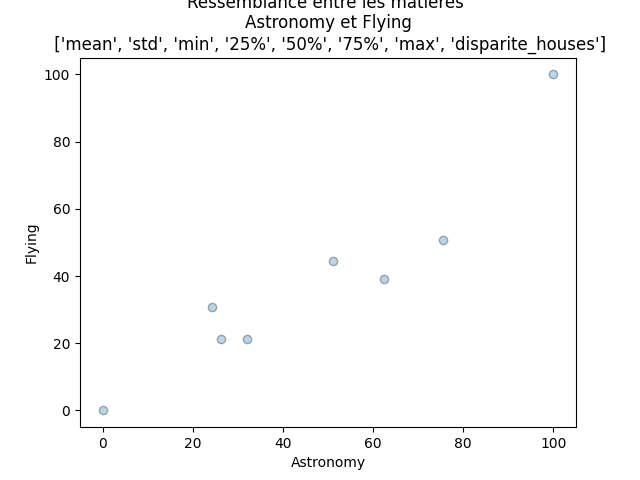 Ressemblance entre les matières
Astronomy et Flying
['mean', 'std', 'min', '25%', '50%', '75%', 'max', 'disparite_houses']
100
80
60
40
20
0
Flying
0 20 40 60 80 100
Astronomy